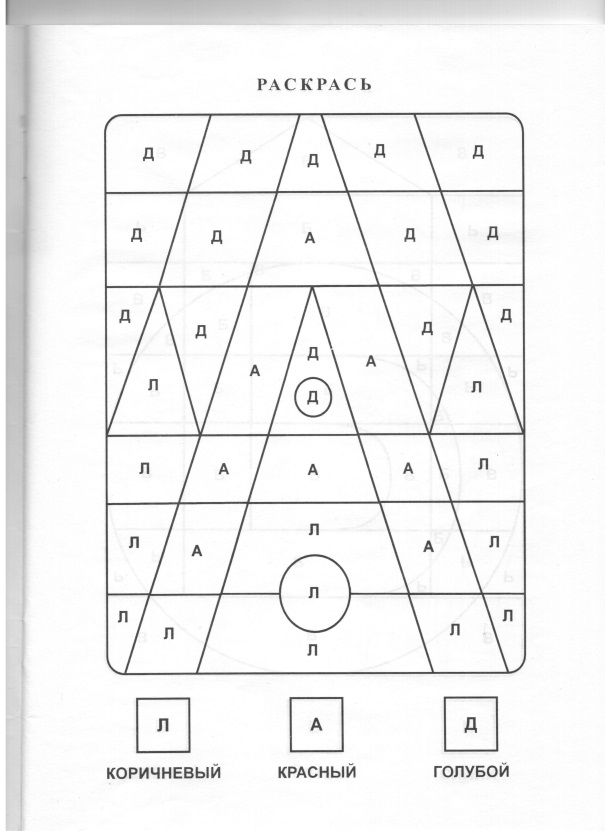 РАСКРАСЬ
Д Д Д Д Д
Д Д А Д Д
Д Д Д Д Д
Л А А Л
Д
Л А А А Л
Л А Л А Л
Л
Л Л Л Л Л
Л А Д
КОРИЧНЕВЫЙ КРАСНЫЙ ГОЛУБОЙ